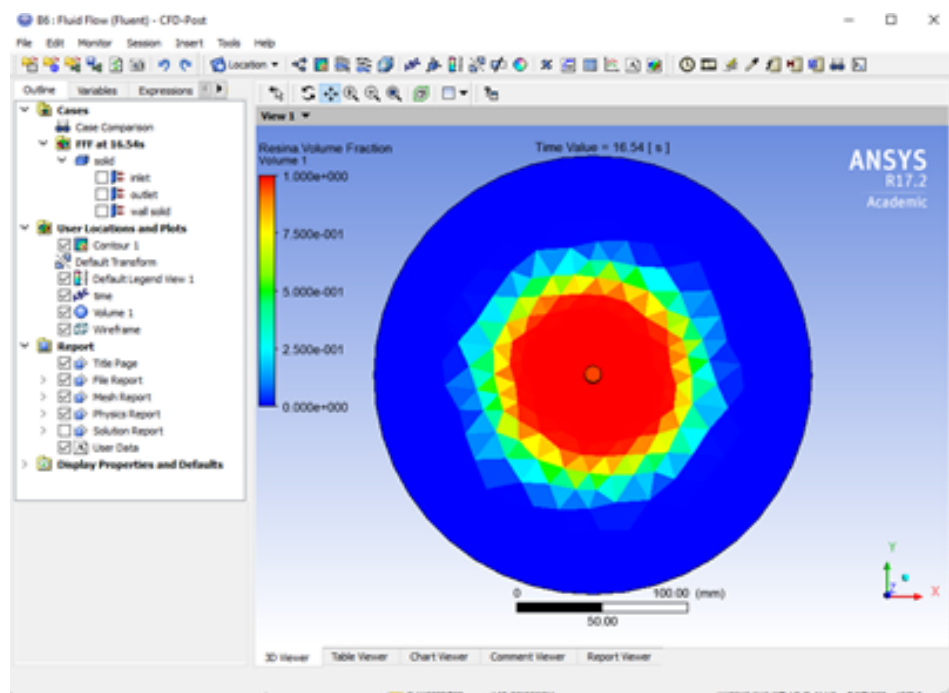 B6 : Fluid Flow (Fluent) - CFD-Post
File Edit Monitor Session Insert Tools Help
Location
Outline Variables Expressions
Cases
Case Comparison
FFF at 16.54s
solid
inlet
outlet
wall solid
User Locations and Plots
Contour 1
Default Transform
Default Legend View 1
time
Volume 1
Wireframe
Report
Title Page
File Report
Mesh Report
Physics Report
Solution Report
User Data
Display Properties and Defaults
View 1
Resina Volume Fraction
Volume 1
1.000e+000
7.500e-001
5.000e-001
2.500e-001
0.000e+000
Time Value = 16.54 [ s ]
ANSYS
R17.2
Academic
0 100.00 (mm)
50.00
Y
X
Z
3D Viewer Table Viewer Chart Viewer Comment Viewer Report Viewer